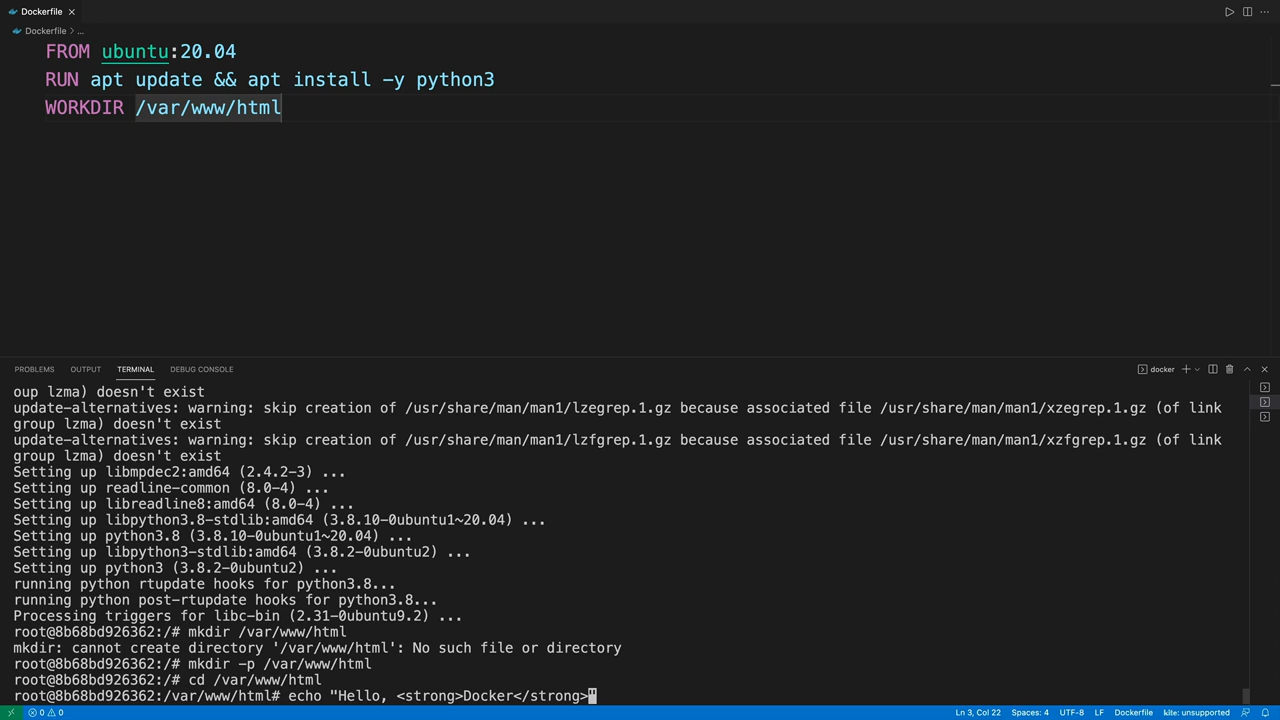 Dockerfile ×
Dockerfile > ...
FROM ubuntu:20.04
RUN apt update && apt install -y python3
WORKDIR /var/www/html
PROBLEMS OUTPUT TERMINAL DEBUG CONSOLE docker
oup lzma) doesn't exist
update-alternatives: warning: skip creation of /usr/share/man/man1/lzegrep.1.gz because associated file /usr/share/man/man1/xzegrep.1.gz (of link
group lzma) doesn't exist
update-alternatives: warning: skip creation of /usr/share/man/man1/lzfgrep.1.gz because associated file /usr/share/man/man1/xzfgrep.1.gz (of link
group lzma) doesn't exist
Setting up libmpdec2:amd64 (2.4.2-3) ...
Setting up readline-common (8.0-4) ...
Setting up libreadline8:amd64 (8.0-4) ...
Setting up libpython3.8-stdlib:amd64 (3.8.10-0ubuntu1~20.04) ...
Setting up python3.8 (3.8.10-0ubuntu1~20.04) ...
Setting up libpython3-stdlib:amd64 (3.8.2-0ubuntu2) ...
Setting up python3 (3.8.2-0ubuntu2) ...
running python rtupdate hooks for python3.8...
running python post-rtupdate hooks for python3.8...
Processing triggers for libc-bin (2.31-0ubuntu9.2) ...
root@8b68bd926362:/# mkdir /var/www/html
mkdir: cannot create directory '/var/www/html': No such file or directory
root@8b68bd926362:/# mkdir -p /var/www/html
root@8b68bd926362:/# cd /var/www/html
root@8b68bd926362:/var/www/html# echo "Hello, <strong>Docker</strong>"
0 0 Ln 3, Col 22 Spaces: 4 UTF-8 LF Dockerfile kite: unsupported